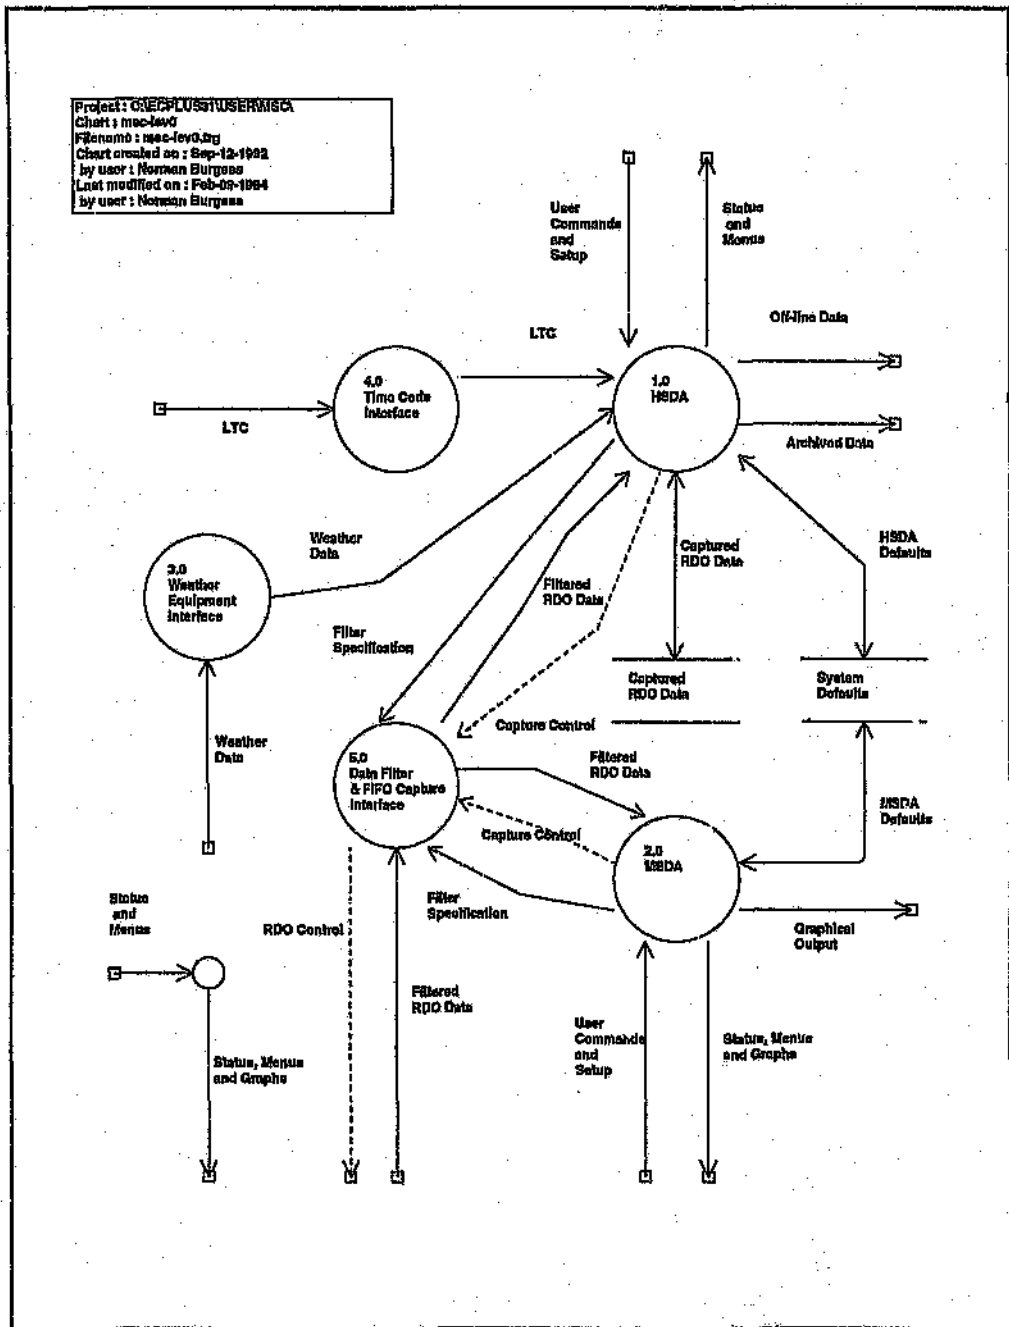 Project : C:\ECPLUS31\USER\MSC\
Chart : msc-lev0
Filename : msc-lev0.trg
Chart created on : Sep-12-1992
by user : Norman Burgess
Last modified on : Feb-09-1994
by user : Norman Burgess
User
Commands
and
Setup
Status
and
Menus
Off-line Data
LTC
4.0
Time Code
Interface
1.0
HSDA
LTC
Archived Data
Weather
Data
Captured
RDO Data
HSDA
Defaults
3.0
Weather
Equipment
Interface
Filtered
RDO Data
Filter
Specification
Captured
RDO Data
System
Defaults
Capture Control
Weather
Data
5.0
Data Filter
& FIFO Capture
Interface
Filtered
RDO Data
MSDA
Defaults
Capture Control
2.0
MSDA
Status
and
Menus
RDO Control
Filter
Specification
Graphical
Output
Filtered
RDO Data
User
Commands
and
Setup
Status, Menus
and Graphs
Status, Menus
and Graphs